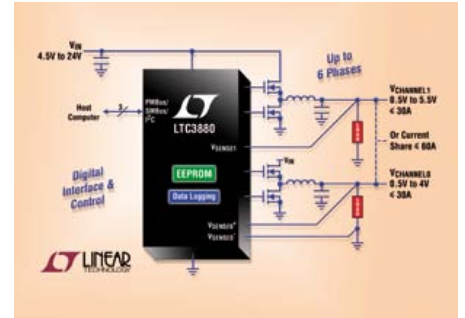 VIN
4.5V to 24V
Up to
6 Phases
Host
Computer
3
PMBus/
SMBus/
I²C
LTC3880
VSENSE1
VCHANNEL1
0.5V to 5.5V
≤ 30A
Or Current
Share ≤ 60A
VIN
EEPROM
Data Logging
Digital
Interface &
Control
VCHANNEL0
0.5V to 4V
≤ 30A
VSENSE0+
VSENSE0-
LINEAR
TECHNOLOGY